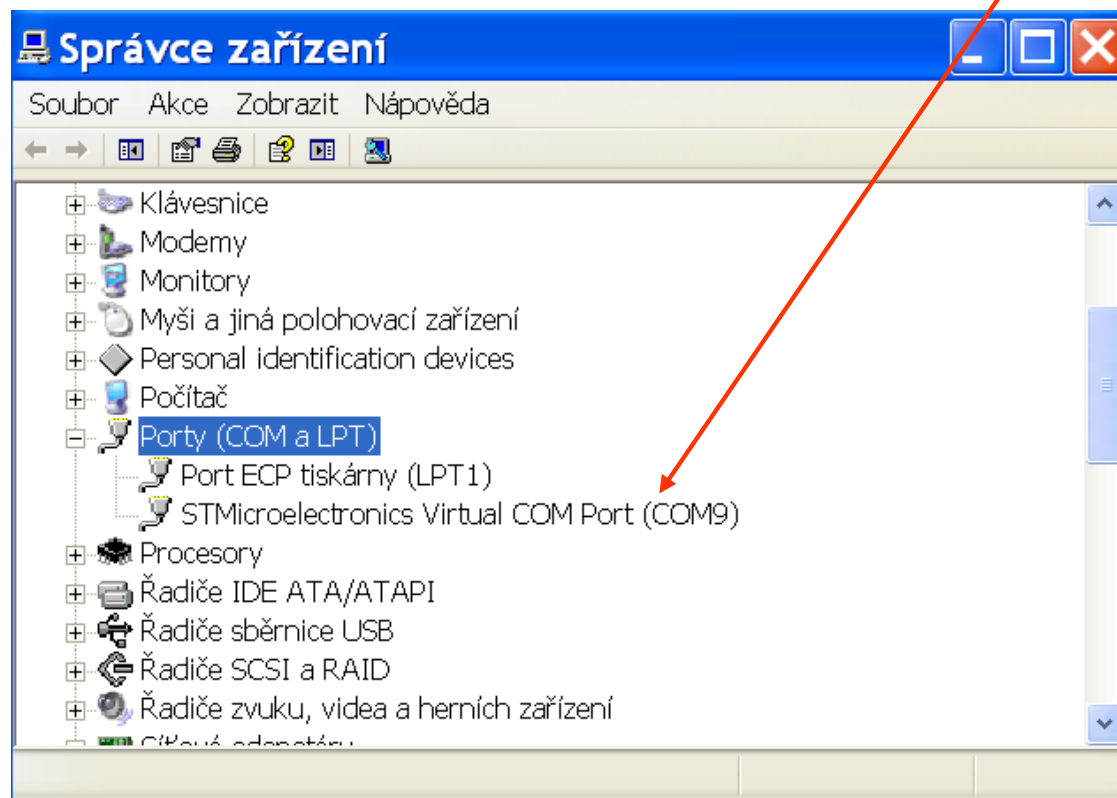 Správce zařízení
Soubor Akce Zobrazit Nápověda
Klávesnice
Modemy
Monitory
Myši a jiná polohovací zařízení
Personal identification devices
Počítač
Porty (COM a LPT)
Port ECP tiskárny (LPT1)
STMicroelectronics Virtual COM Port (COM9)
Procesory
Řadiče IDE ATA/ATAPI
Řadiče sběrnice USB
Řadiče SCSI a RAID
Řadiče zvuku, videa a herních zařízení